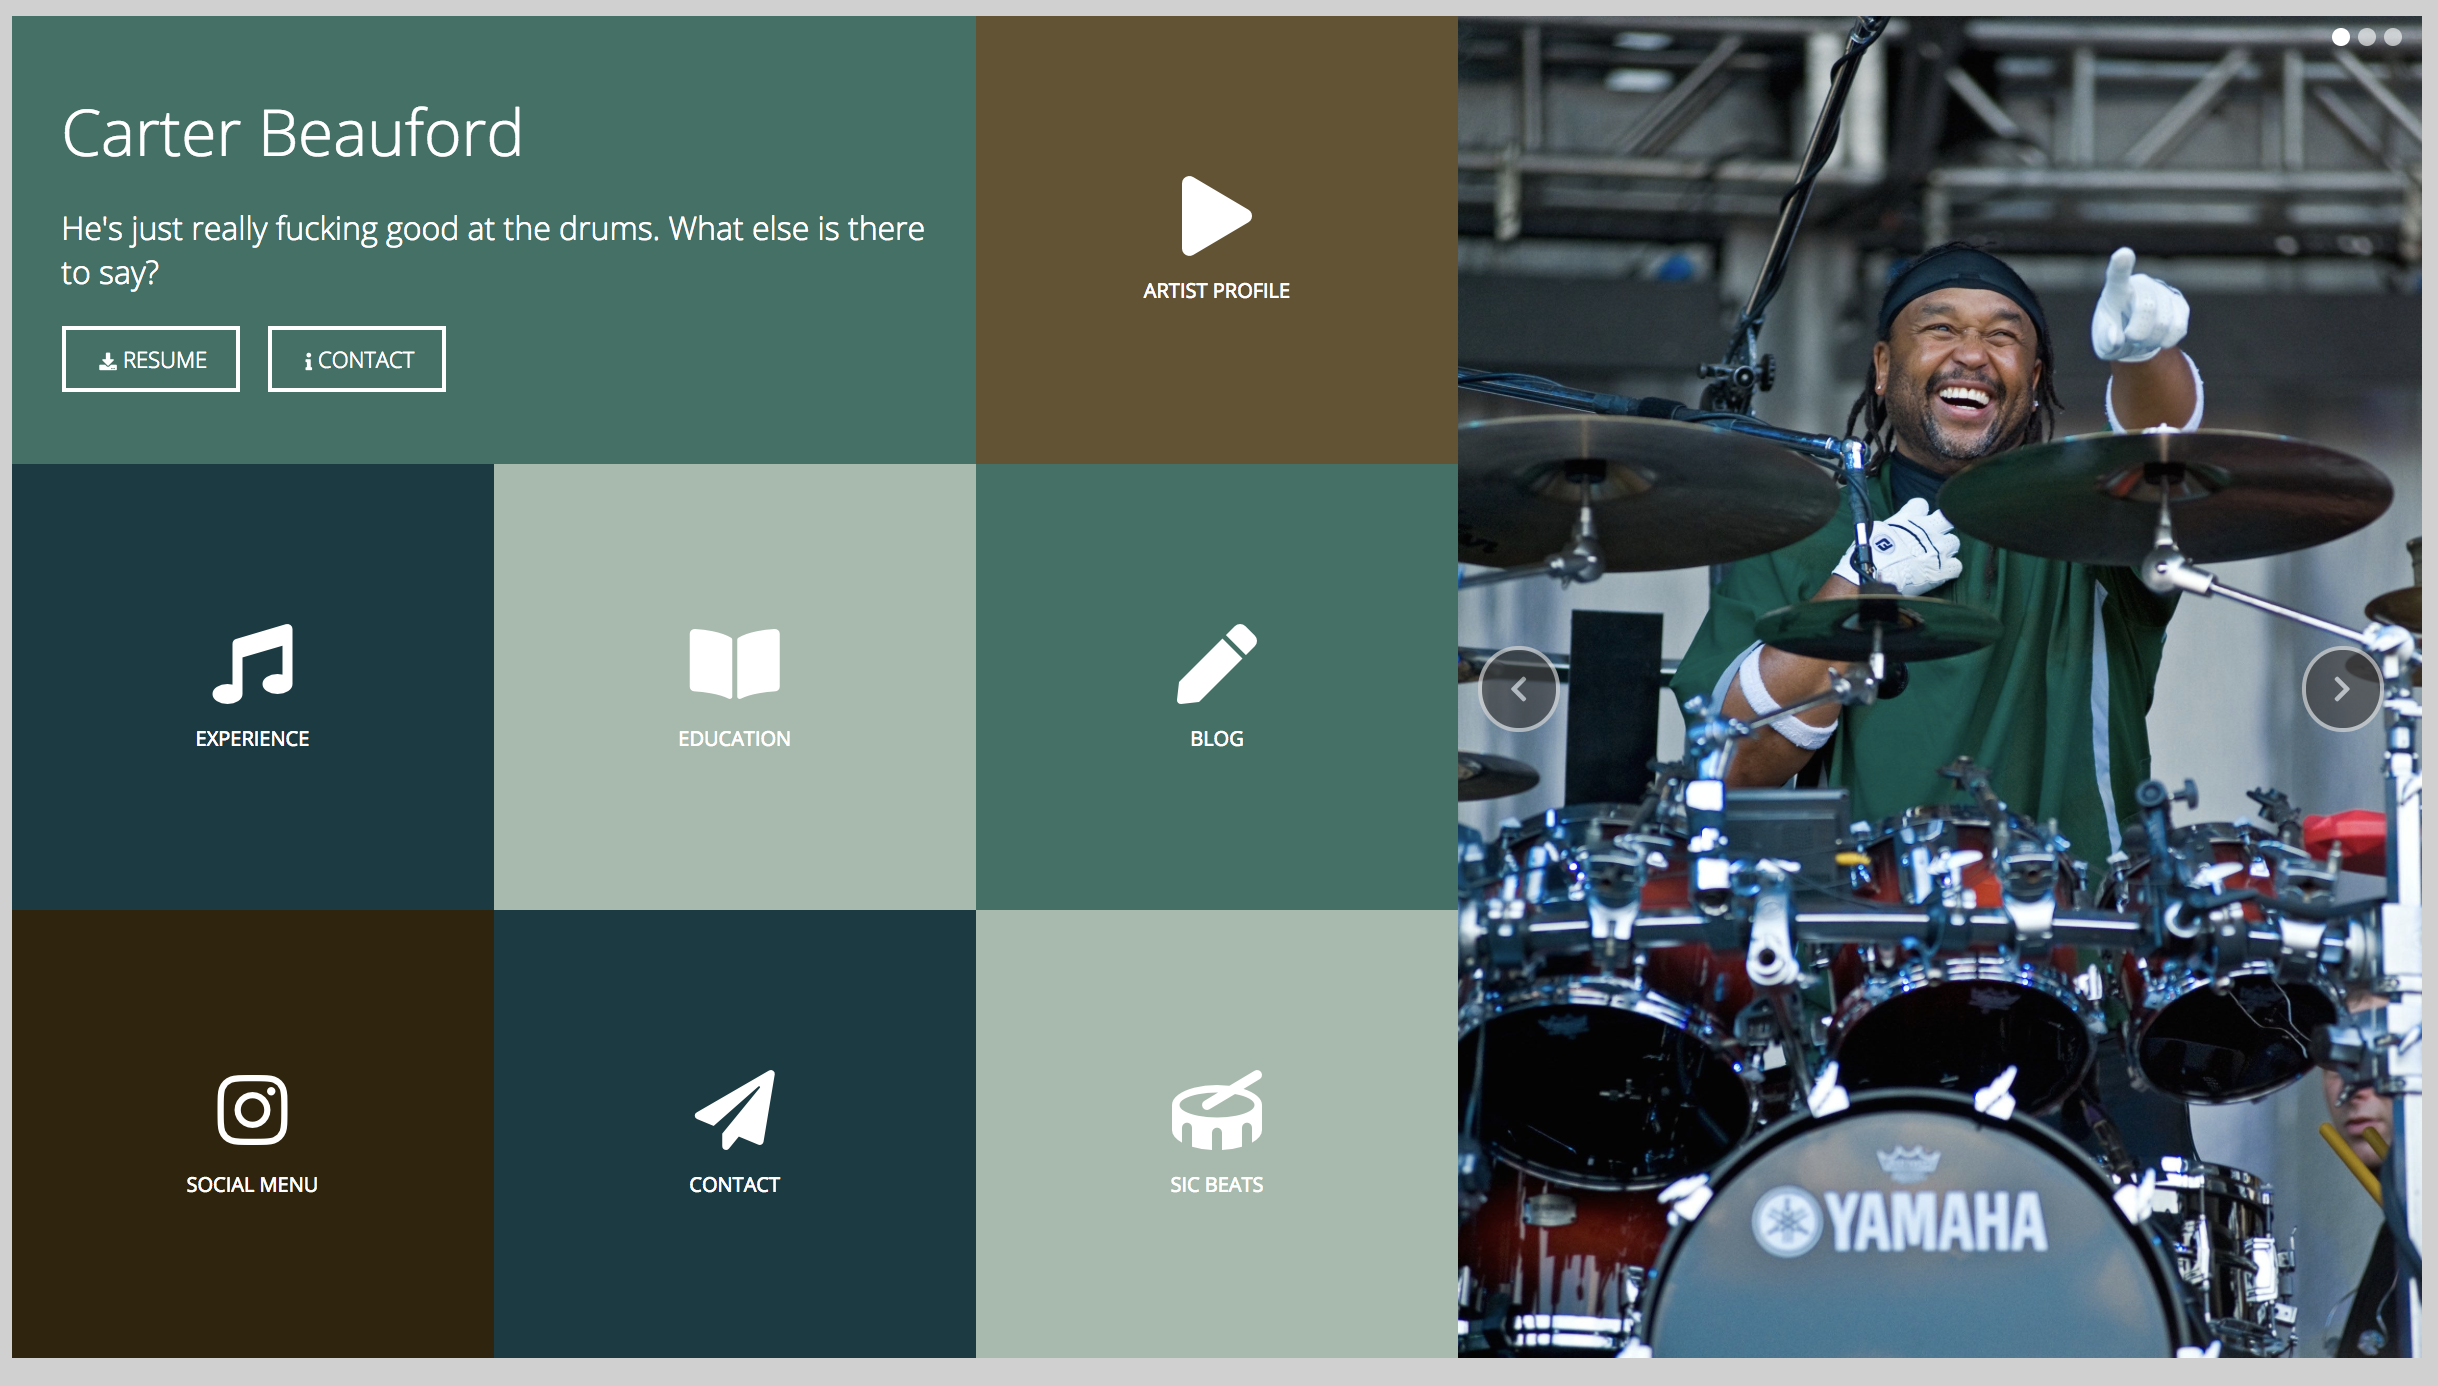 Carter Beauford
He's just really fucking good at the drums. What else is there
to say?
RESUME
CONTACT
ARTIST PROFILE
EXPERIENCE
EDUCATION
BLOG
SOCIAL MENU
CONTACT
SIC BEATS
YAMAHA